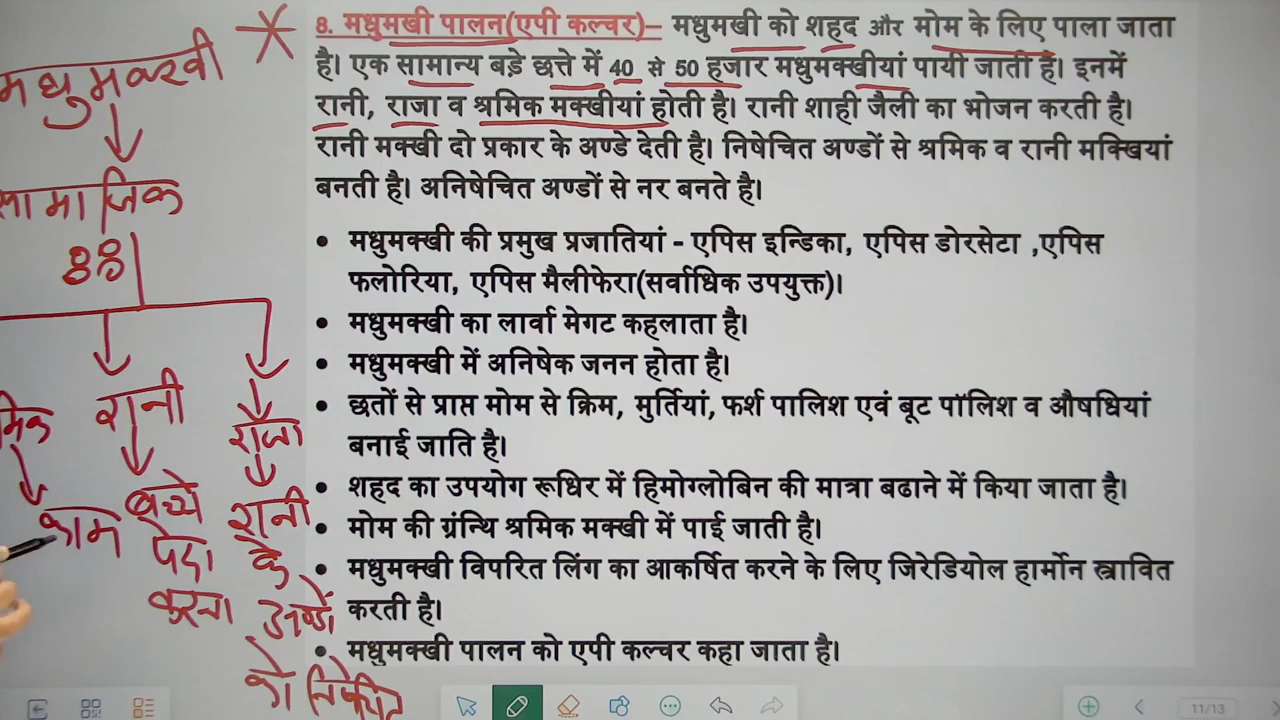 8. मधुमखी पालन(एपी कल्चर)– मधुमखी को शहद और मोम के लिए पाला जाता
है। एक सामान्य बड़े छत्ते में 40 से 50 हजार मधुमक्खीयां पायी जाती है। इनमें
रानी, राजा व श्रमिक मक्खीयां होती है। रानी शाही जैली का भोजन करती है।
रानी मक्खी दो प्रकार के अण्डे देती है। निषेचित अण्डों से श्रमिक व रानी मक्खियां
बनती है। अनिषेचित अण्डों से नर बनते है।
• मधुमक्खी की प्रमुख प्रजातियां - एपिस इन्डिका, एपिस डोरसेटा ,एपिस
फलोरिया, एपिस मैलीफेरा(सर्वाधिक उपयुक्त)।
• मधुमक्खी का लार्वा मेगट कहलाता है।
• मधुमक्खी में अनिषेक जनन होता है।
• छतों से प्राप्त मोम से क्रिम, मुर्तियां, फर्श पालिश एवं बूट पॉलिश व औषधियां
बनाई जाति है।
• शहद का उपयोग रूधिर में हिमोग्लोबिन की मात्रा बढाने में किया जाता है।
• मोम की ग्रंन्थि श्रमिक मक्खी में पाई जाती है।
• मधुमक्खी विपरित लिंग का आकर्षित करने के लिए जिरेडियोल हार्मोन स्त्रावित
करती है।
• मधुमक्खी पालन को एपी कल्चर कहा जाता है।
मधुमक्खी
सामाजिक
रानी
राजा
काम
बच्चे
पैदा
करना
रानी
के
अण्डों
को निषेचित
11/13